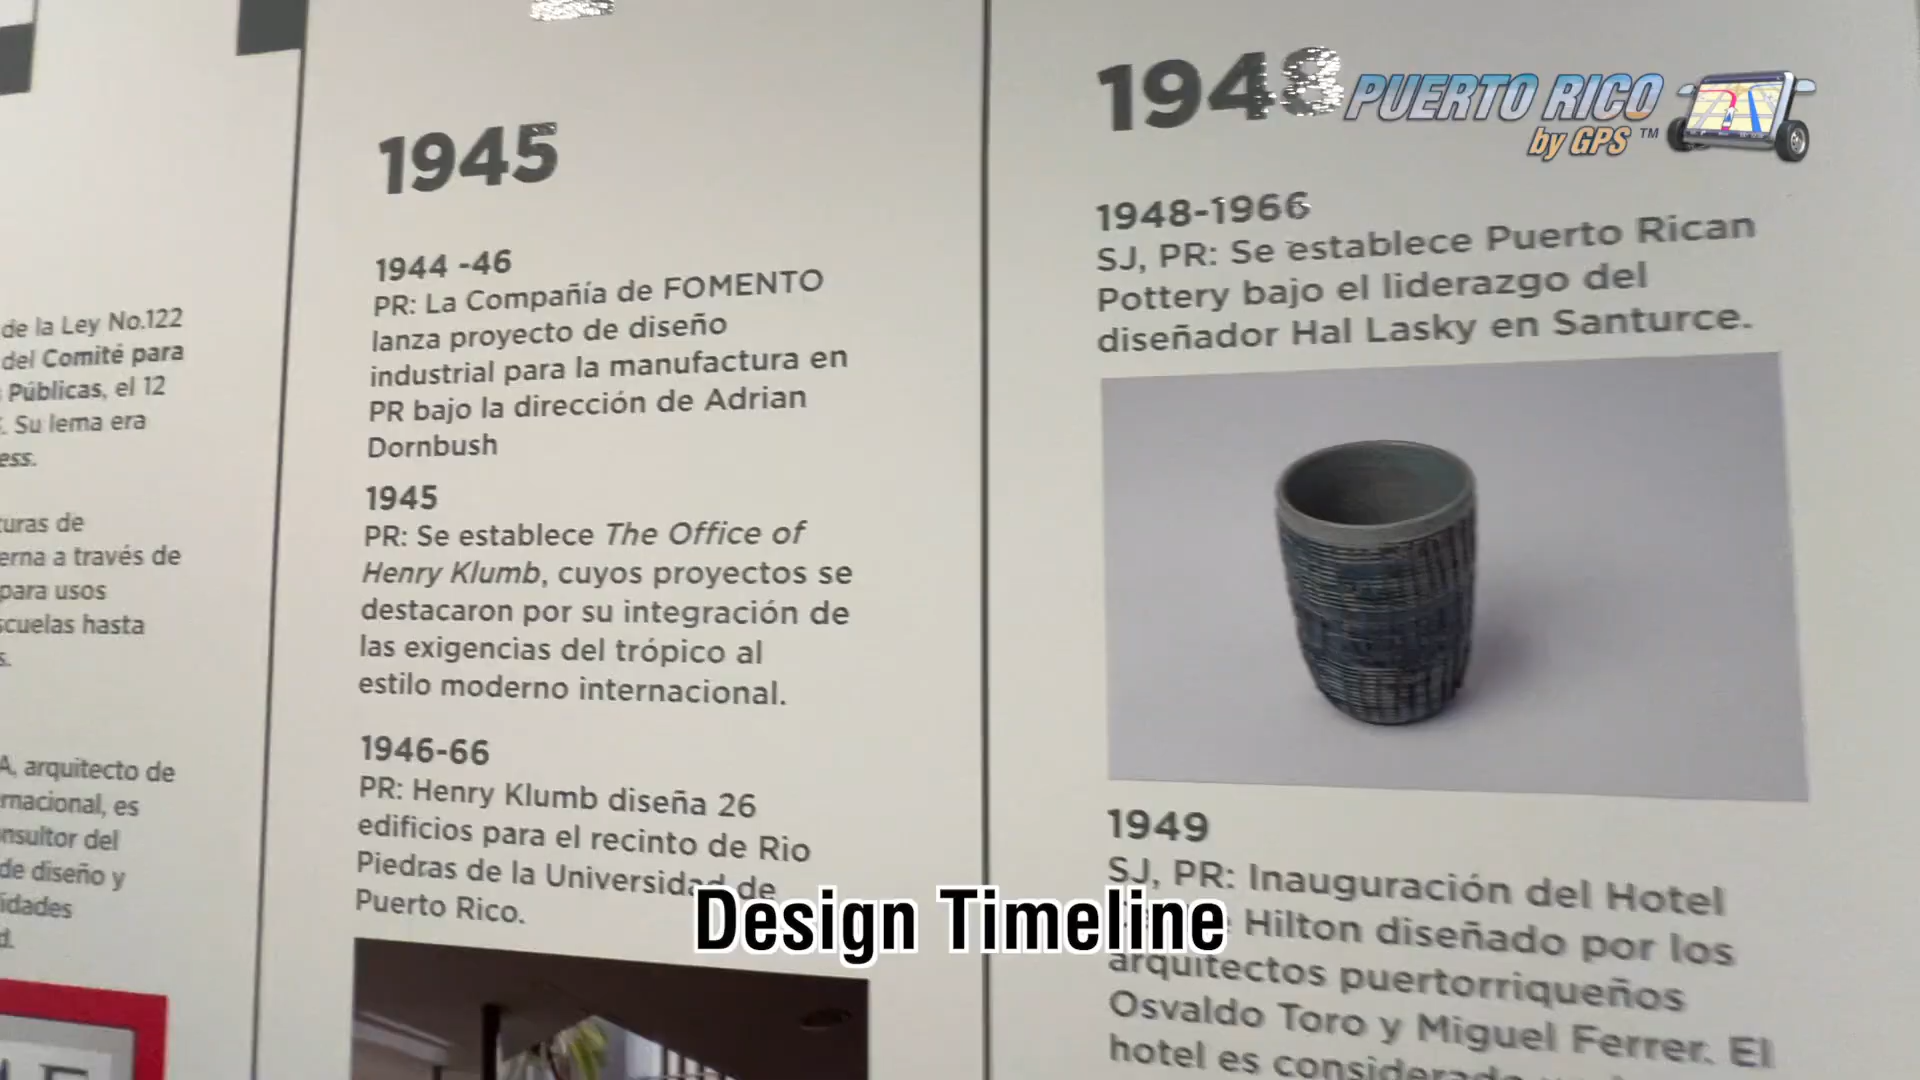 de la Ley No.122
del Comité para
Públicas, el 12
Su lema era
ess.
turas de
erna a través de
para usos
scuelas hasta
s.
A, arquitecto de
rnacional, es
nsultor del
de diseño y
idades
d.
1945
1944 -46
PR: La Compañía de FOMENTO
lanza proyecto de diseño
industrial para la manufactura en
PR bajo la dirección de Adrian
Dornbush
1945
PR: Se establece The Office of
Henry Klumb, cuyos proyectos se
destacaron por su integración de
las exigencias del trópico al
estilo moderno internacional.
1946-66
PR: Henry Klumb diseña 26
edificios para el recinto de Rio
Piedras de la Universidad de
Puerto Rico.
1948
1948-1966
SJ, PR: Se establece Puerto Rican
Pottery bajo el liderazgo del
diseñador Hal Lasky en Santurce.
1949
SJ, PR: Inauguración del Hotel
Hilton diseñado por los
arquitectos puertorriqueños
Osvaldo Toro y Miguel Ferrer. El
hotel es
PUERTO RICO
by GPS ™
Design Timeline